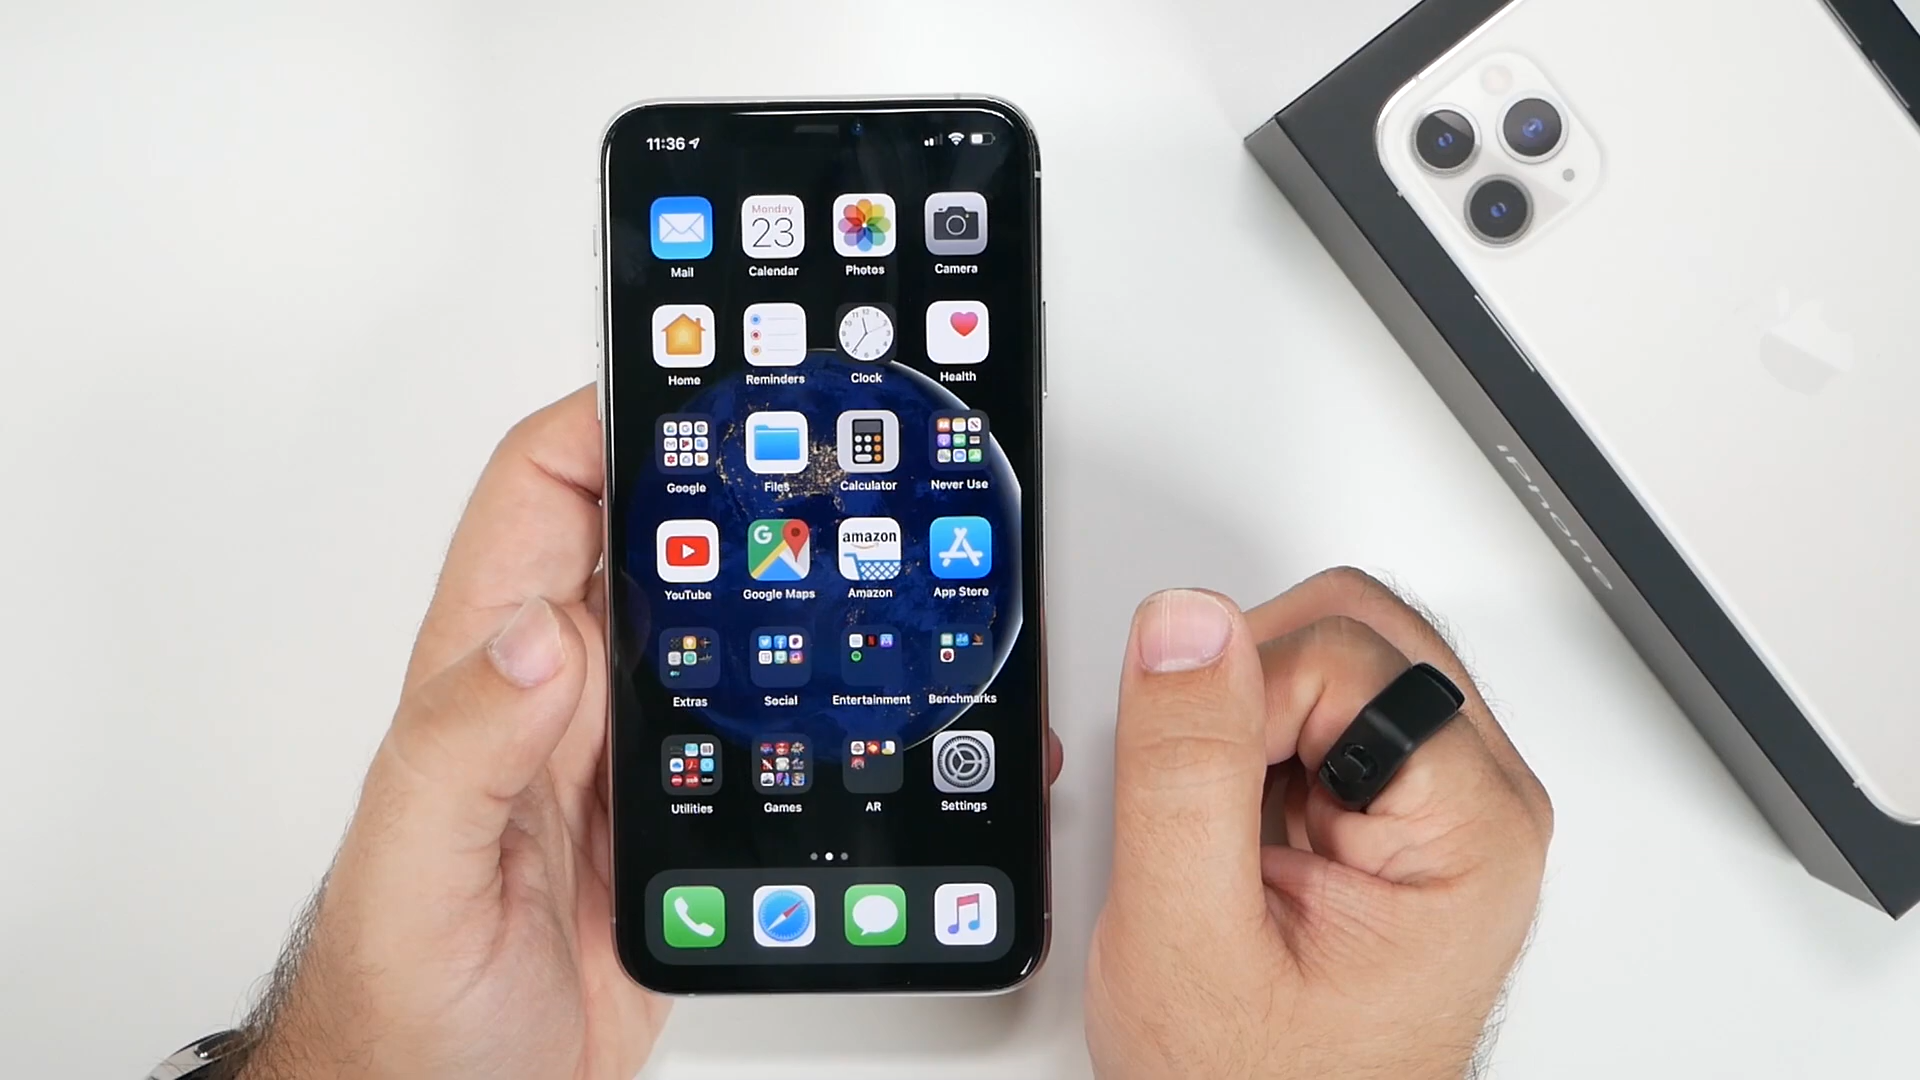 11:36
Monday
23
Mail
Calendar
Photos
Camera
Home
Reminders
Clock
Health
Google
Files
Calculator
Never Use
G
amazon
YouTube
Google Maps
Amazon
App Store
Extras
Social
Entertainment
Benchmarks
Utilities
Games
AR
Settings
iPhone